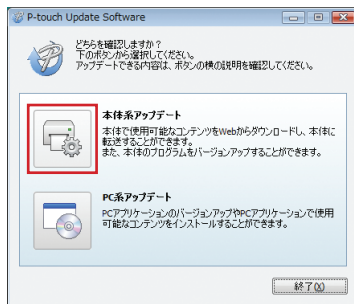 P-touch Update Software
どちらを確認しますか？
下のボタンから選択してください。
アップデートできる内容は、ボタンの横の説明を確認してください。
本体系アップデート
本体で使用可能なコンテンツをWebからダウンロードし、本体に
転送することができます。
また、本体のプログラムをバージョンアップすることができます。
PC系アップデート
PCアプリケーションのバージョンアップやPCアプリケーションで使用
可能なコンテンツをインストールすることができます。
終了(X)